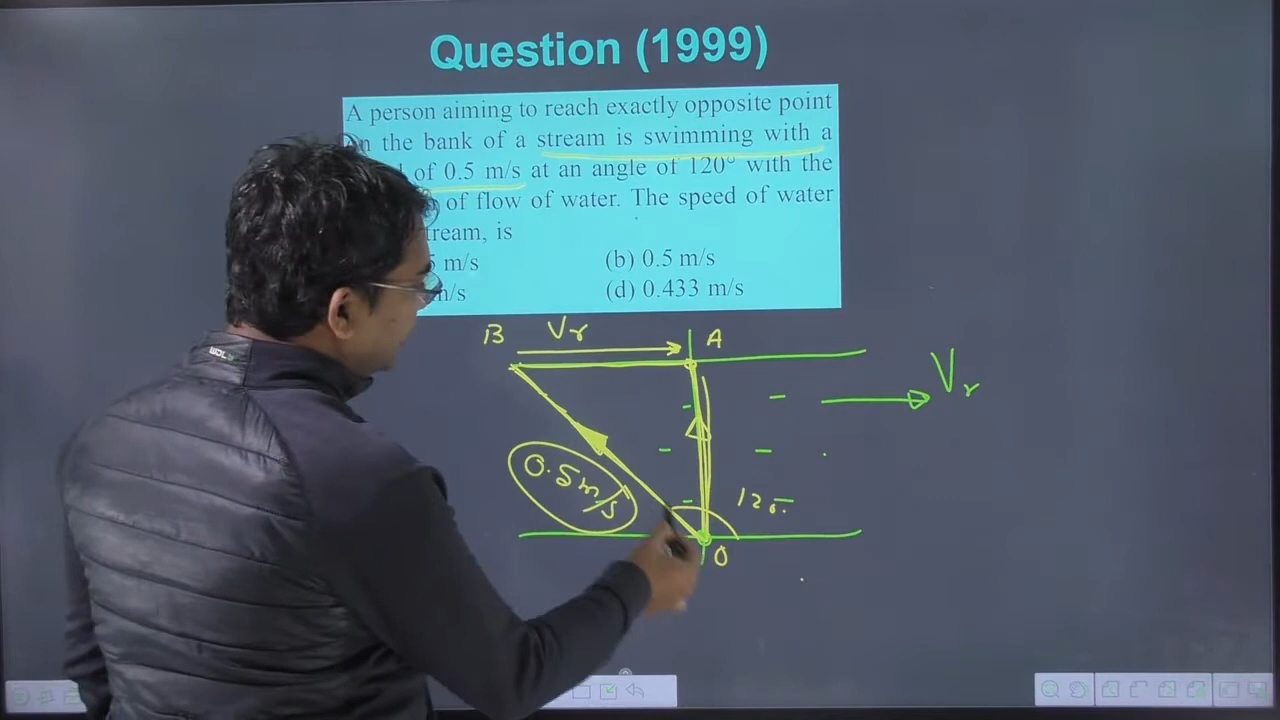 Question (1999)
A person aiming to reach exactly opposite point
the bank of a stream is swimming with a
of 0.5 m/s at an angle of 120° with the
of flow of water. The speed of water
tream, is
5 m/s (b) 0.5 m/s
m/s (d) 0.433 m/s
B Vr A
Vr
0.5m/s
120
O